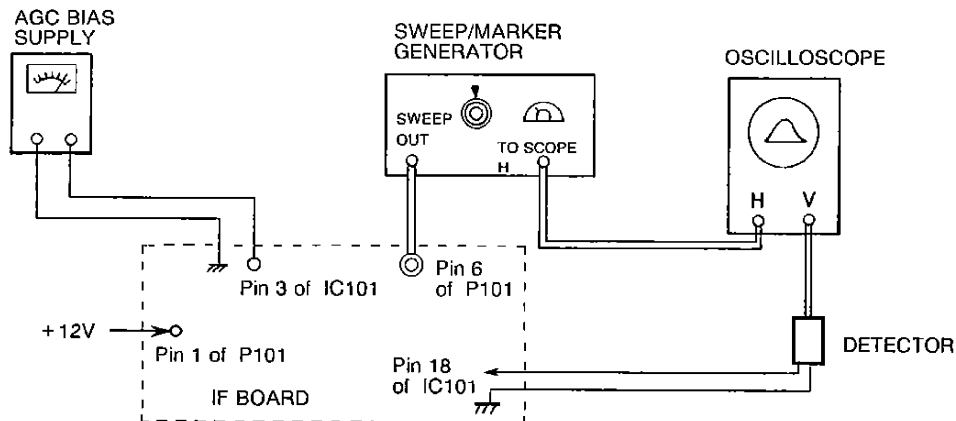 AGC BIAS
SUPPLY
SWEEP/MARKER
GENERATOR
OSCILLOSCOPE
SWEEP
OUT
TO SCOPE
H
H
V
Pin 3 of IC101
Pin 6
of P101
+12V
Pin 1 of P101
Pin 18
of IC101
DETECTOR
IF BOARD